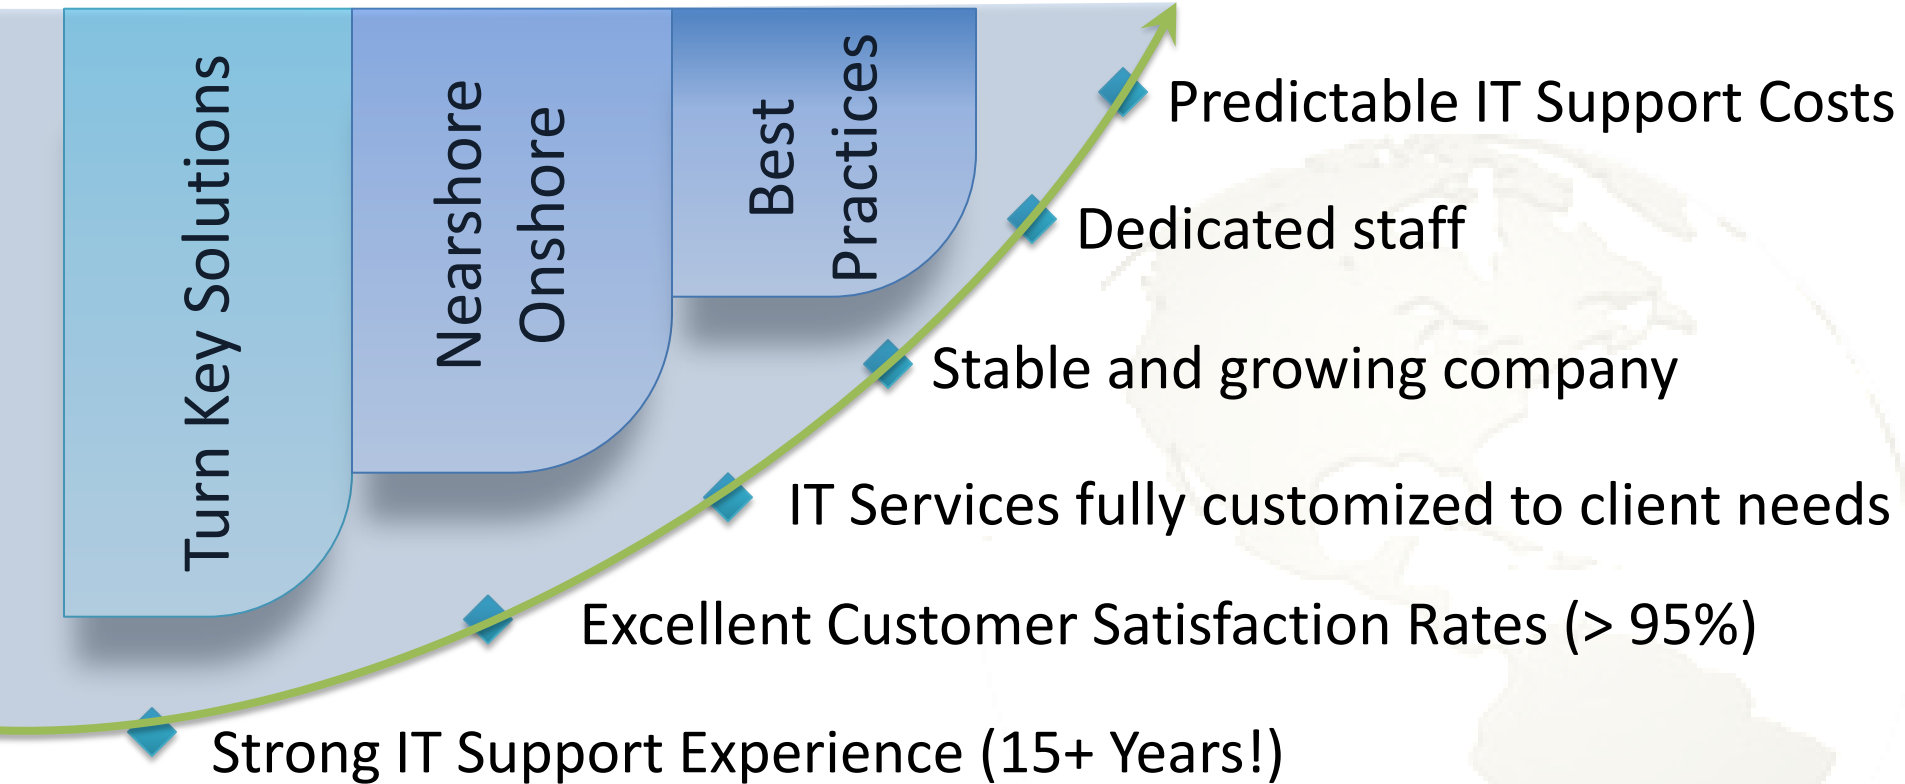 Turn Key Solutions
Nearshore
Onshore
Best
Practices
Predictable IT Support Costs
Dedicated staff
Stable and growing company
IT Services fully customized to client needs
Excellent Customer Satisfaction Rates (> 95%)
Strong IT Support Experience (15+ Years!)